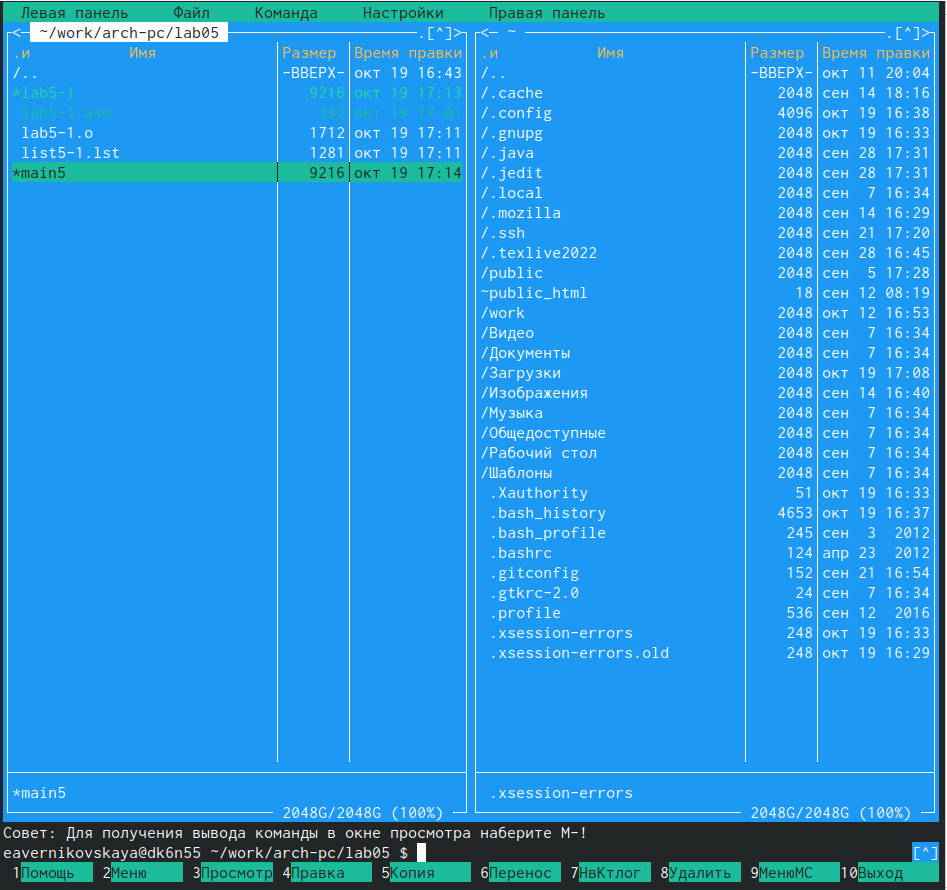 Левая панель Файл Команда Настройки Правая панель
<─ ~/work/arch-pc/lab05 .[^]>
.и Имя Размер Время правки
/.. -ВВЕРХ- окт 19 16:43
*lab5-1 9216 окт 19 17:13
lab5-1.asm 332 окт 19 17:01
lab5-1.o 1712 окт 19 17:11
list5-1.lst 1281 окт 19 17:11
*main5 9216 окт 19 17:14
*main5
2048G/2048G (100%)
<─ ~ .[^]>
.и Имя Размер Время правки
/.. -ВВЕРХ- окт 11 20:04
/.cache 2048 сен 14 18:16
/.config 4096 окт 19 16:38
/.gnupg 2048 окт 19 16:33
/.java 2048 сен 28 17:31
/.jedit 2048 сен 28 17:31
/.local 2048 сен 7 16:34
/.mozilla 2048 сен 14 16:29
/.ssh 2048 сен 21 17:20
/.texlive2022 2048 сен 28 16:45
/public 2048 сен 5 17:28
~public_html 18 сен 12 08:19
/work 2048 окт 12 16:53
/Видео 2048 сен 7 16:34
/Документы 2048 сен 7 16:34
/Загрузки 2048 окт 19 17:08
/Изображения 2048 сен 14 16:40
/Музыка 2048 сен 7 16:34
/Общедоступные 2048 сен 7 16:34
/Рабочий стол 2048 сен 7 16:34
/Шаблоны 2048 сен 7 16:34
.Xauthority 51 окт 19 16:33
.bash_history 4653 окт 19 16:37
.bash_profile 245 сен 3 2012
.bashrc 124 апр 23 2012
.gitconfig 152 сен 21 16:54
.gtkrc-2.0 24 сен 7 16:34
.profile 536 сен 12 2016
.xsession-errors 248 окт 19 16:33
.xsession-errors.old 248 окт 19 16:29
.xsession-errors
2048G/2048G (100%)
Совет: Для получения вывода команды в окне просмотра наберите M-!
eavernikovskaya@dk6n55 ~/work/arch-pc/lab05 $ [^]
1Помощь 2Меню 3Просмотр 4Правка 5Копия 6Перенос 7НвКтлог 8Удалить 9МенюMC 10Выход